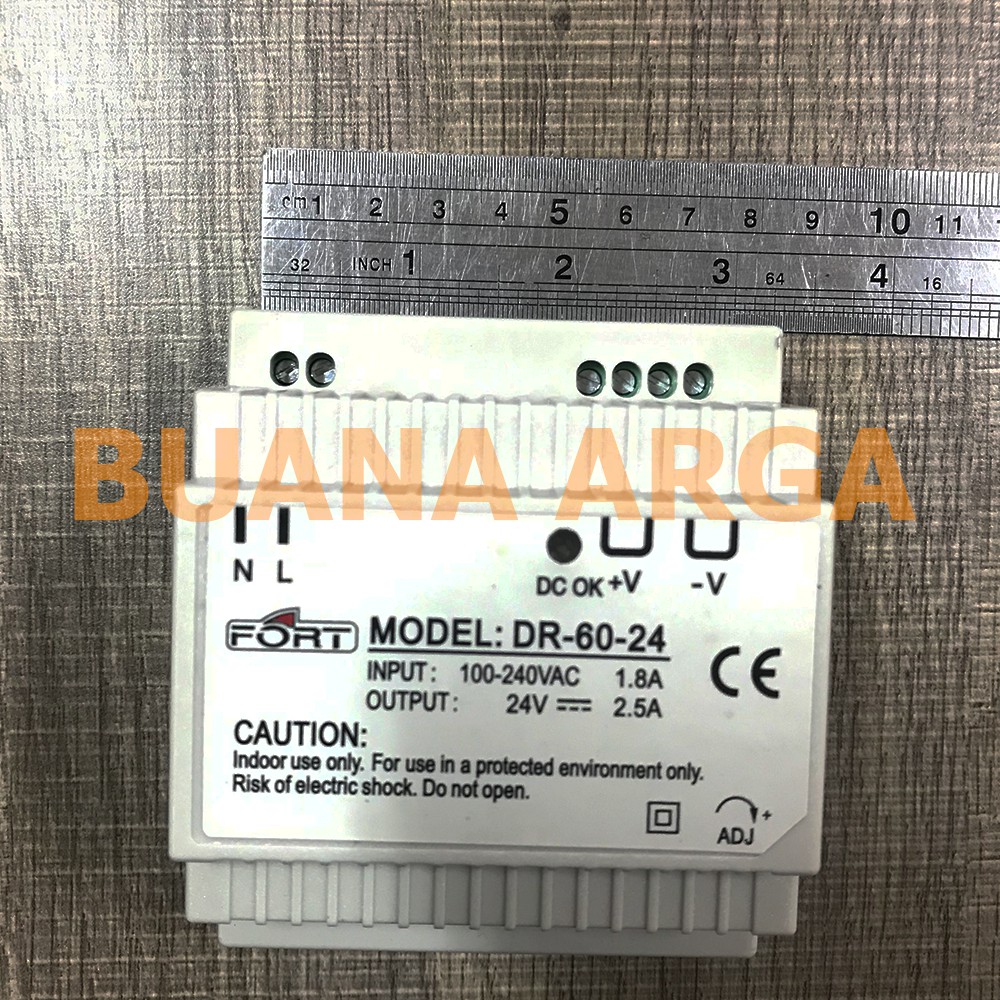 cm 1 2 3 4 5 6 7 8 9 10 11
32 INCH 1 2 3 64 4 16
BUANA ARGA
N L
DC OK +V -V
FORT MODEL: DR-60-24
INPUT: 100-240VAC 1.8A
OUTPUT: 24V 2.5A
CE
CAUTION:
Indoor use only. For use in a protected environment only.
Risk of electric shock. Do not open.
+
ADJ